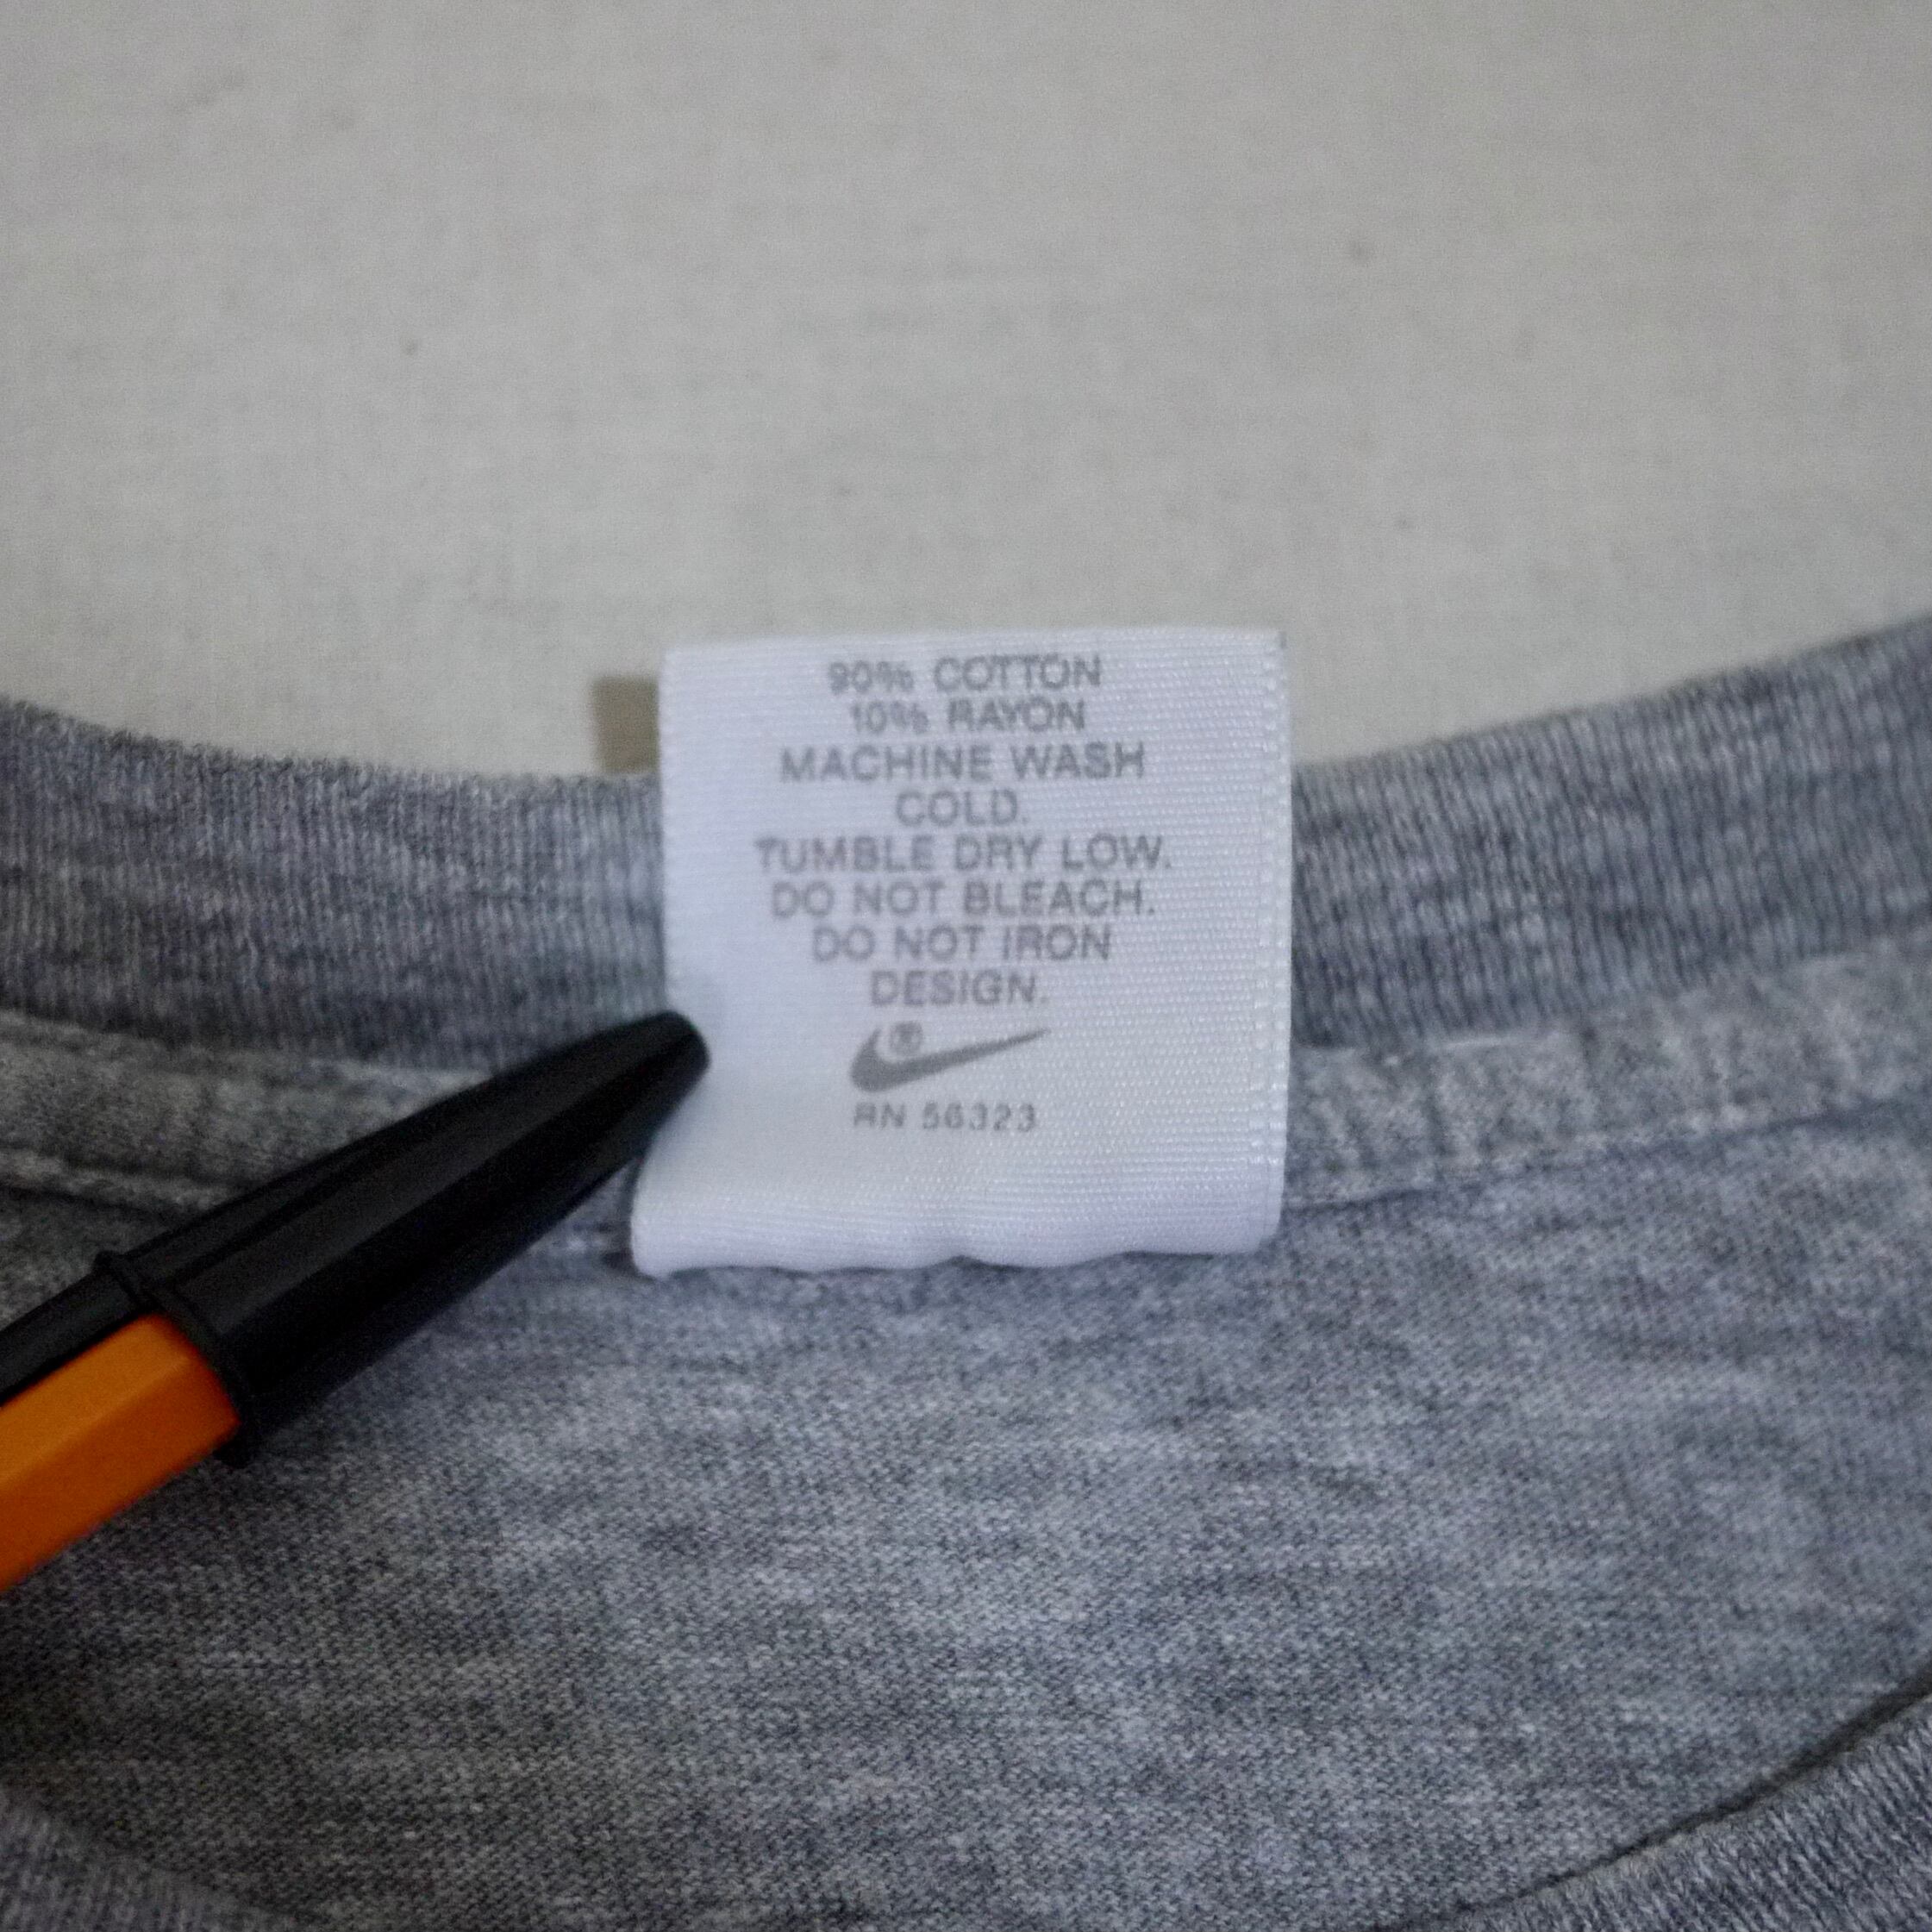 90% COTTON
10% RAYON
MACHINE WASH
COLD.
TUMBLE DRY LOW.
DO NOT BLEACH.
DO NOT IRON
DESIGN.
®
RN 56323